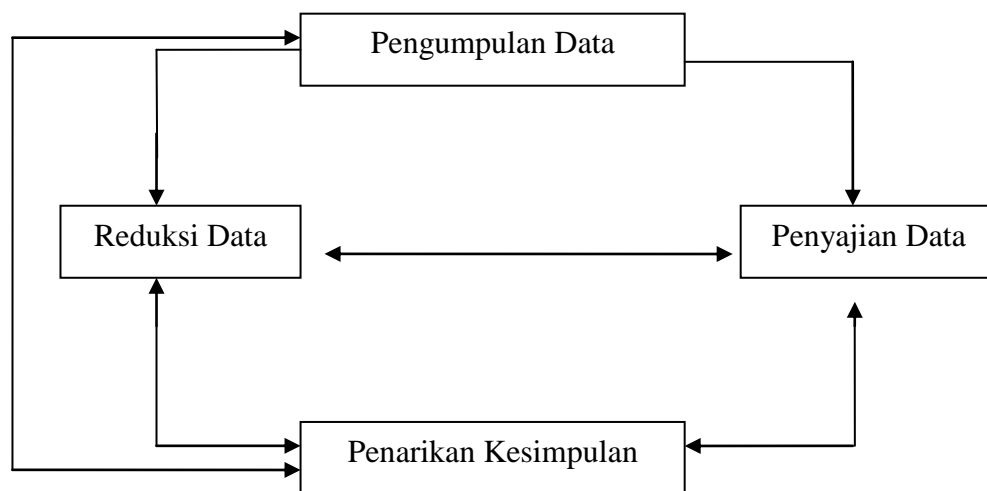 Pengumpulan Data
Reduksi Data
Penyajian Data
Penarikan Kesimpulan